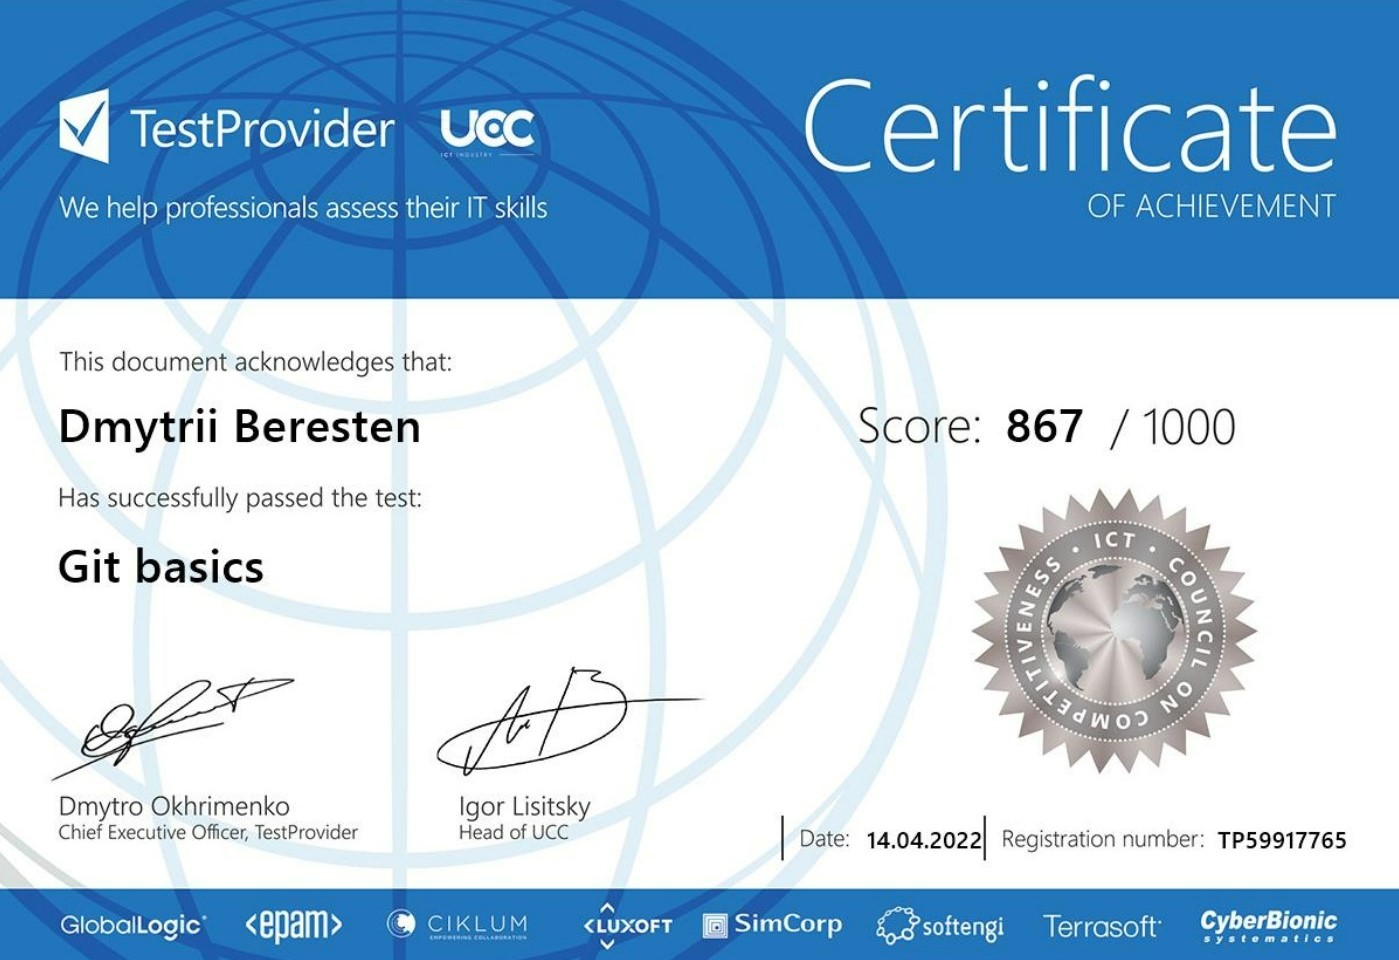 TestProvider
UCC
ICT INDUSTRY
We help professionals assess their IT skills
Certificate
OF ACHIEVEMENT
This document acknowledges that:
Dmytrii Beresten
Has successfully passed the test:
Git basics
Score: 867 / 1000
ICT · COUNCIL ON COMPETITIVENESS ·
Dmytro Okhrimenko
Chief Executive Officer, TestProvider
Igor Lisitsky
Head of UCC
Date: 14.04.2022
Registration number: TP59917765
GlobalLogic
<epam>
CIKLUM
EMPOWERING COLLABORATION
<LUXOFT
SimCorp
softengi
Terrasoft
CyberBionic
systematics